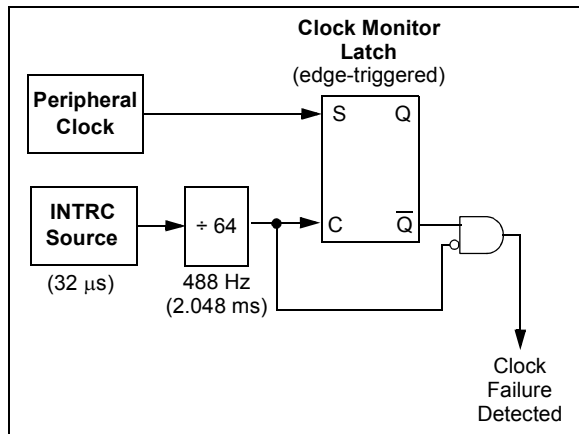 Clock Monitor
Latch
(edge-triggered)
Peripheral
Clock
S Q
INTRC
Source
÷ 64
C Q̅
(32 μs)
488 Hz
(2.048 ms)
Clock
Failure
Detected